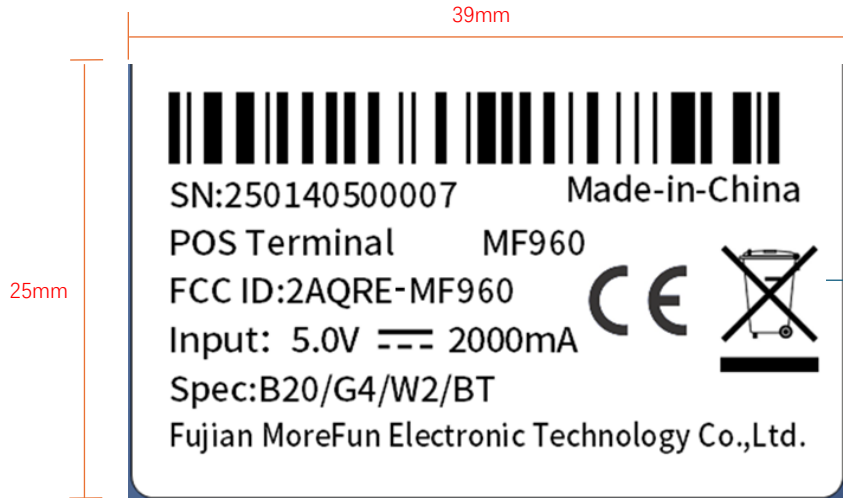 39mm
25mm
SN:250140500007 Made-in-China
POS Terminal MF960
FCC ID:2AQRE-MF960
Input: 5.0V 2000mA
Spec:B20/G4/W2/BT
Fujian MoreFun Electronic Technology Co.,Ltd.
CE